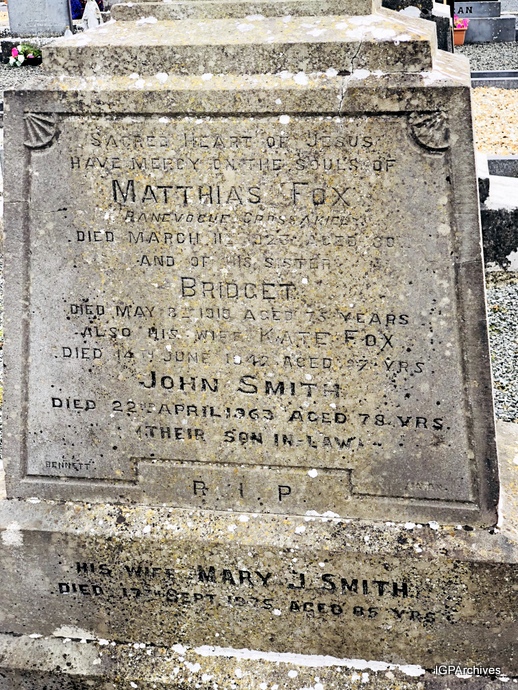 SACRED HEART OF JESUS
HAVE MERCY ON THE SOULS OF
MATTHIAS FOX
DIED MARCH AGED
AND OF HIS SISTER
BRIDGET
DIED MAY AGED 75 YEARS
ALSO HIS WIFE KATE FOX
DIED 14TH JUNE AGED YRS
JOHN SMITH
DIED 22ND APRIL 1963 AGED 78 YRS.
THEIR SON IN-LAW
BENNETT
R I P
HIS WIFE MARY J. SMITH
DIED 17TH SEPT. 1975 AGED 85 YRS
IGPArchives